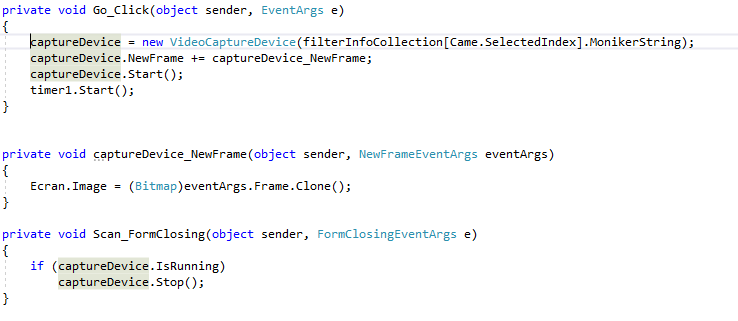 private void Go_Click(object sender, EventArgs e)
{
captureDevice = new VideoCaptureDevice(filterInfoCollection[Came.SelectedIndex].MonikerString);
captureDevice.NewFrame += captureDevice_NewFrame;
captureDevice.Start();
timer1.Start();
}
private void captureDevice_NewFrame(object sender, NewFrameEventArgs eventArgs)
{
Ecran.Image = (Bitmap)eventArgs.Frame.Clone();
}
private void Scan_FormClosing(object sender, FormClosingEventArgs e)
{
if (captureDevice.IsRunning)
captureDevice.Stop();
}